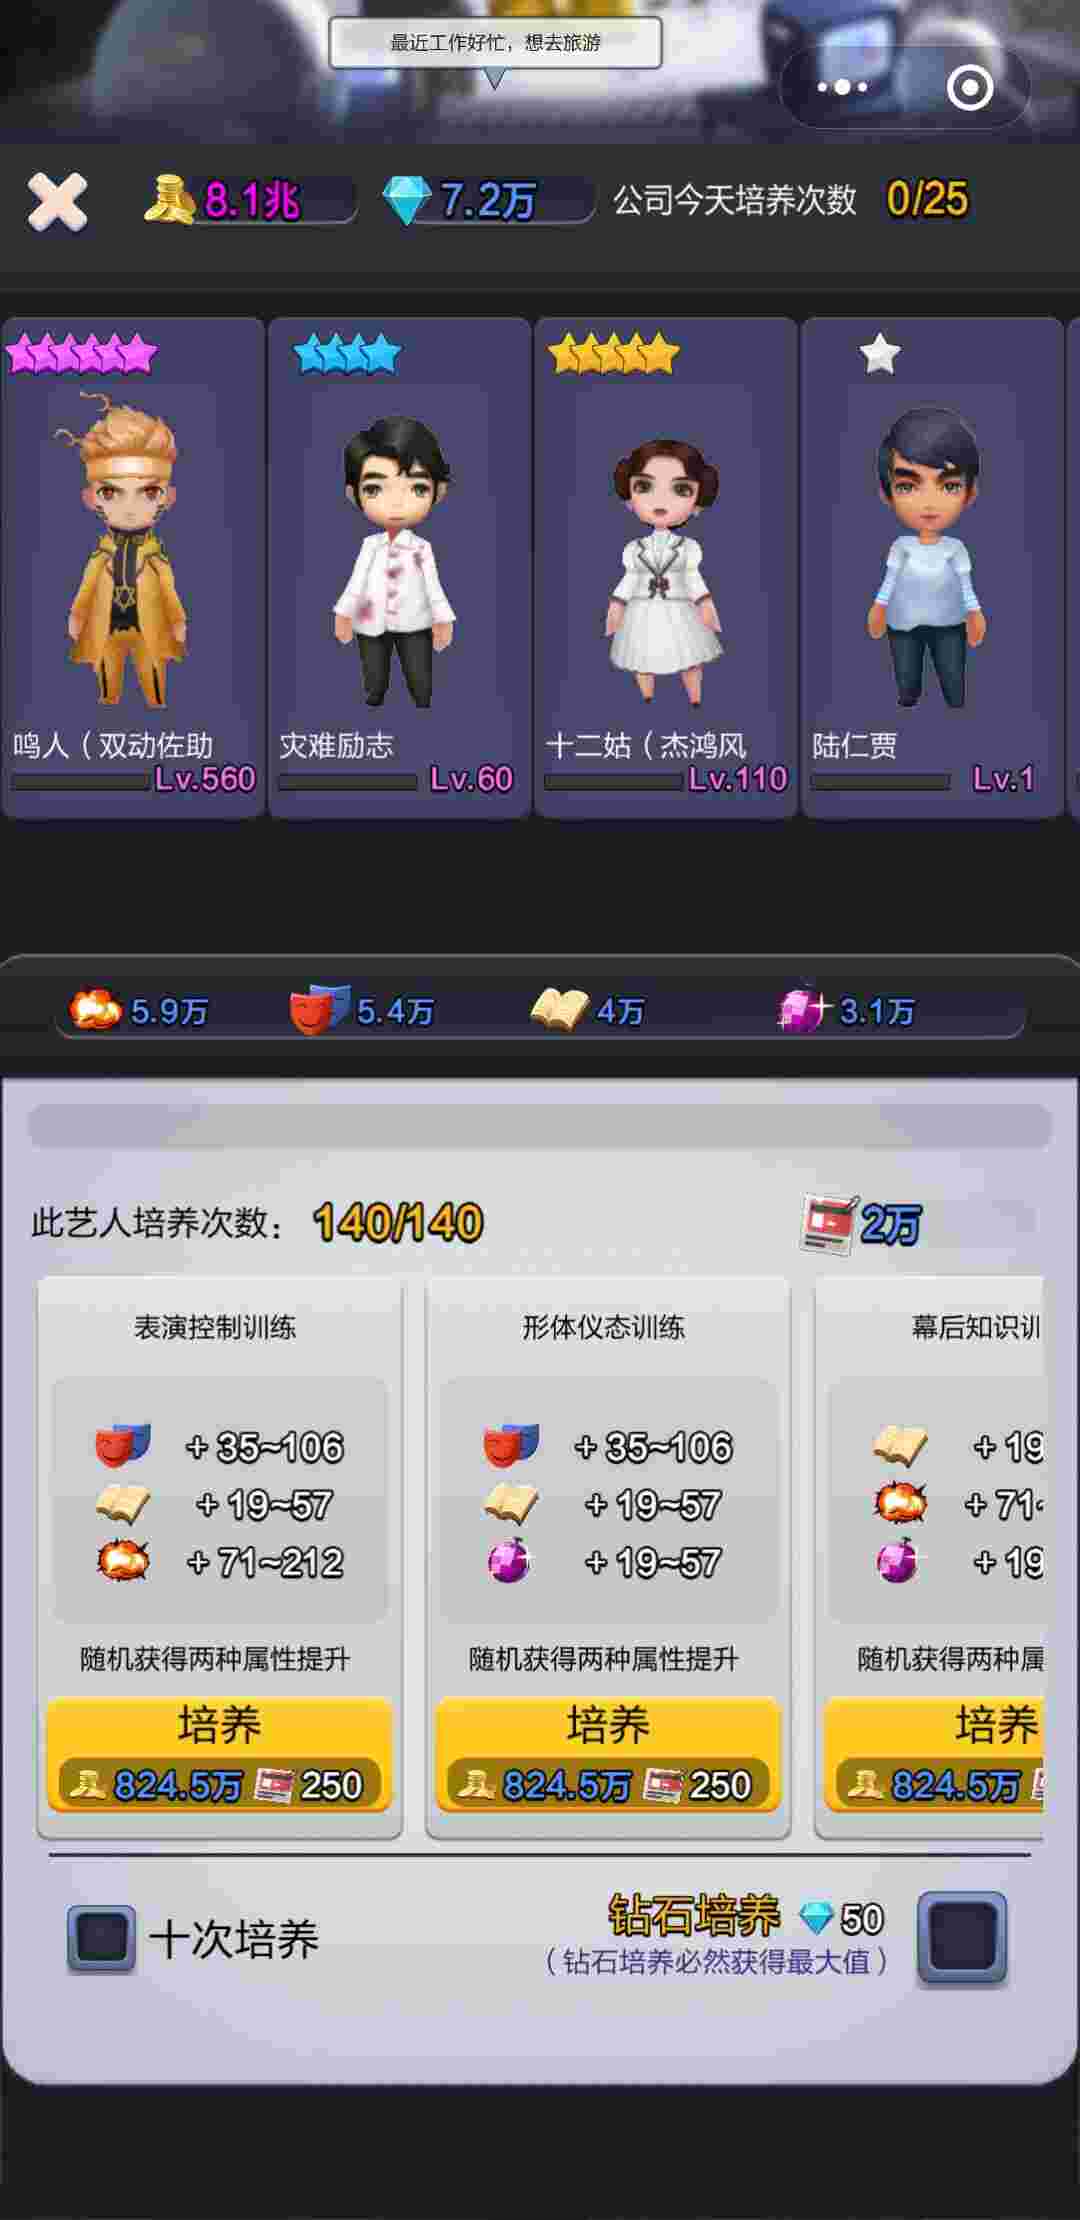 最近工作好忙，想去旅游
8.1兆 7.2万 公司今天培养次数 0/25
鸣人（双动佐助 灾难励志 十二姑（杰鸿风 陆仁贾
Lv.560 Lv.60 Lv.110 Lv.1
5.9万 5.4万 4万 3.1万
此艺人培养次数： 140/140 2万
表演控制训练 形体仪态训练 幕后知识训
+35~106 +35~106 +19
+19~57 +19~57 +71
+71~212 +19~57 +19
随机获得两种属性提升 随机获得两种属性提升 随机获得两种属
培养 培养 培养
824.5万 250 824.5万 250 824.5万
十次培养 钻石培养 50
（钻石培养必然获得最大值）